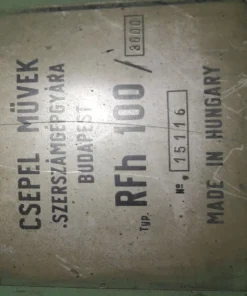 CSEPEL MÜVEK
SZERSZÁMGÉPGYÁRA
BUDAPEST
Typ. RFh 100/3000
No, 15116
MADE IN HUNGARY